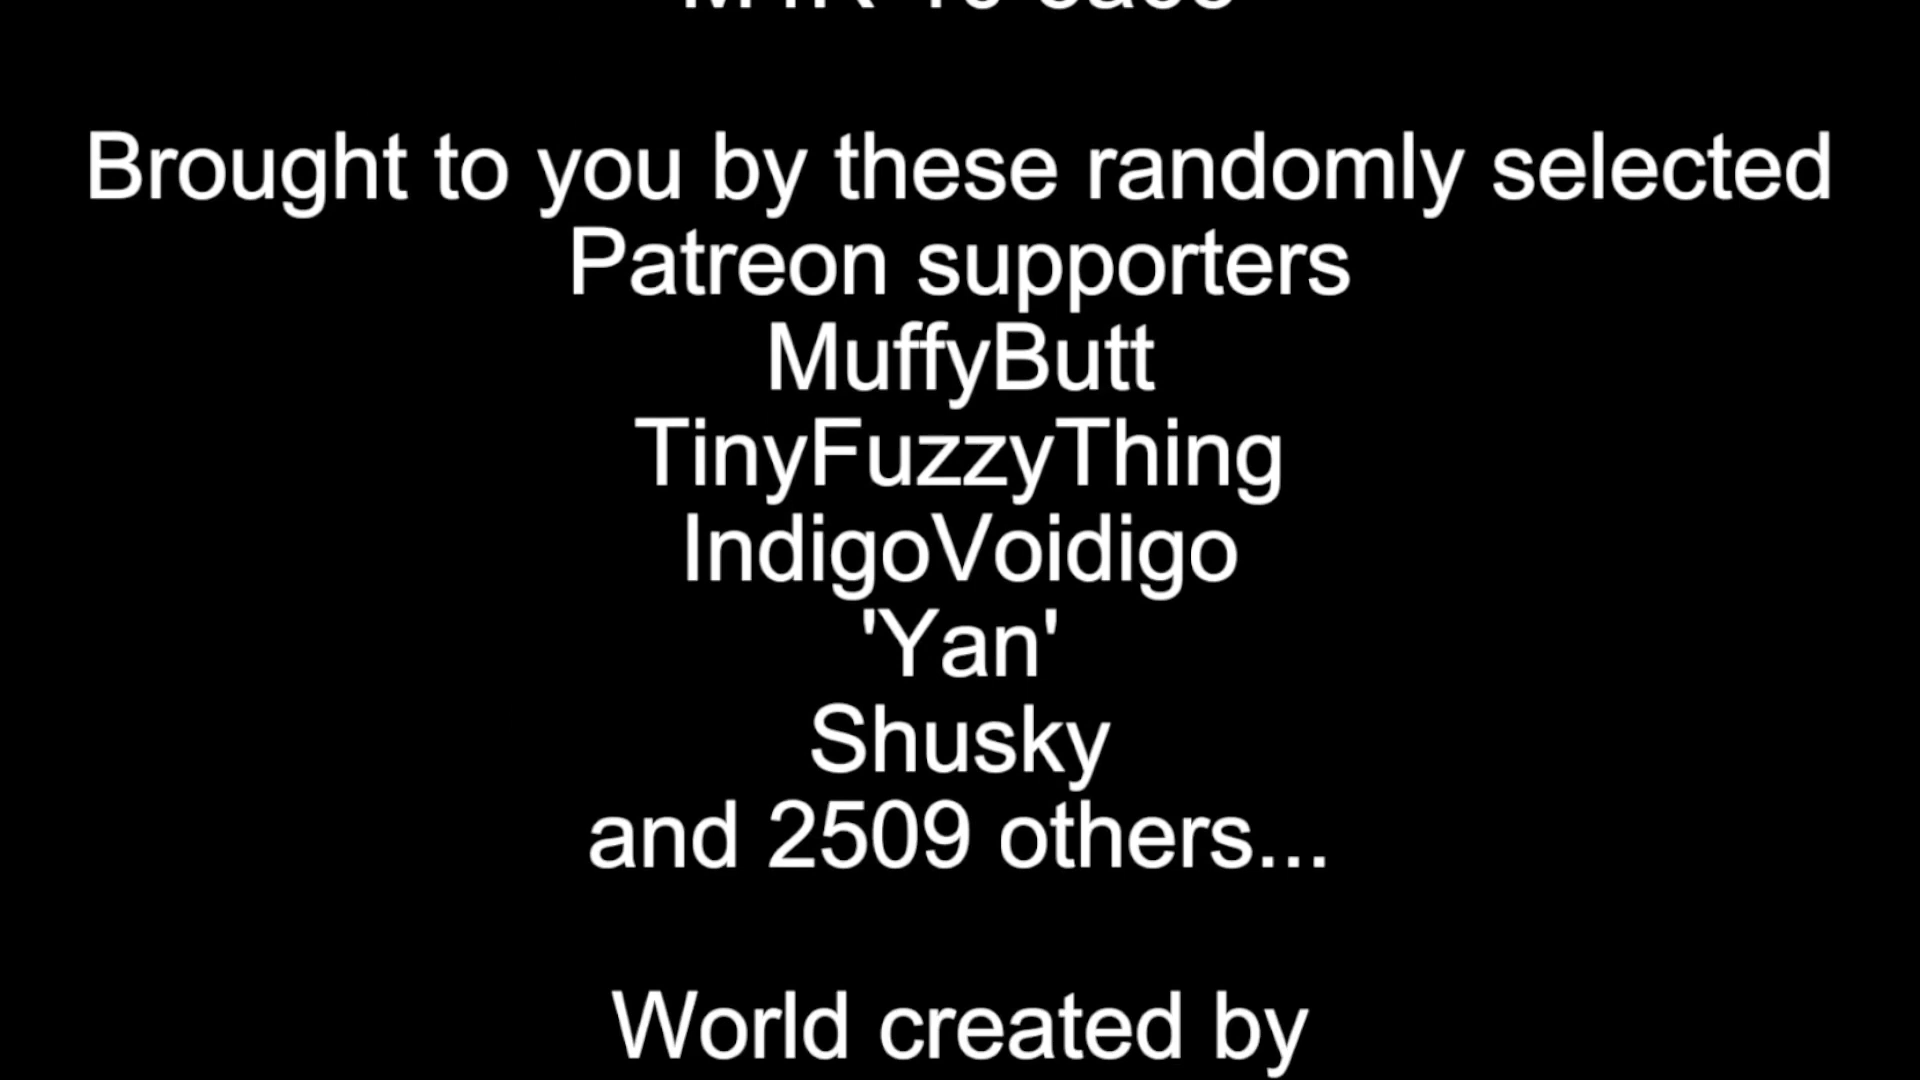 Brought to you by these randomly selected
Patreon supporters
MuffyButt
TinyFuzzyThing
IndigoVoidigo
'Yan'
Shusky
and 2509 others...
World created by